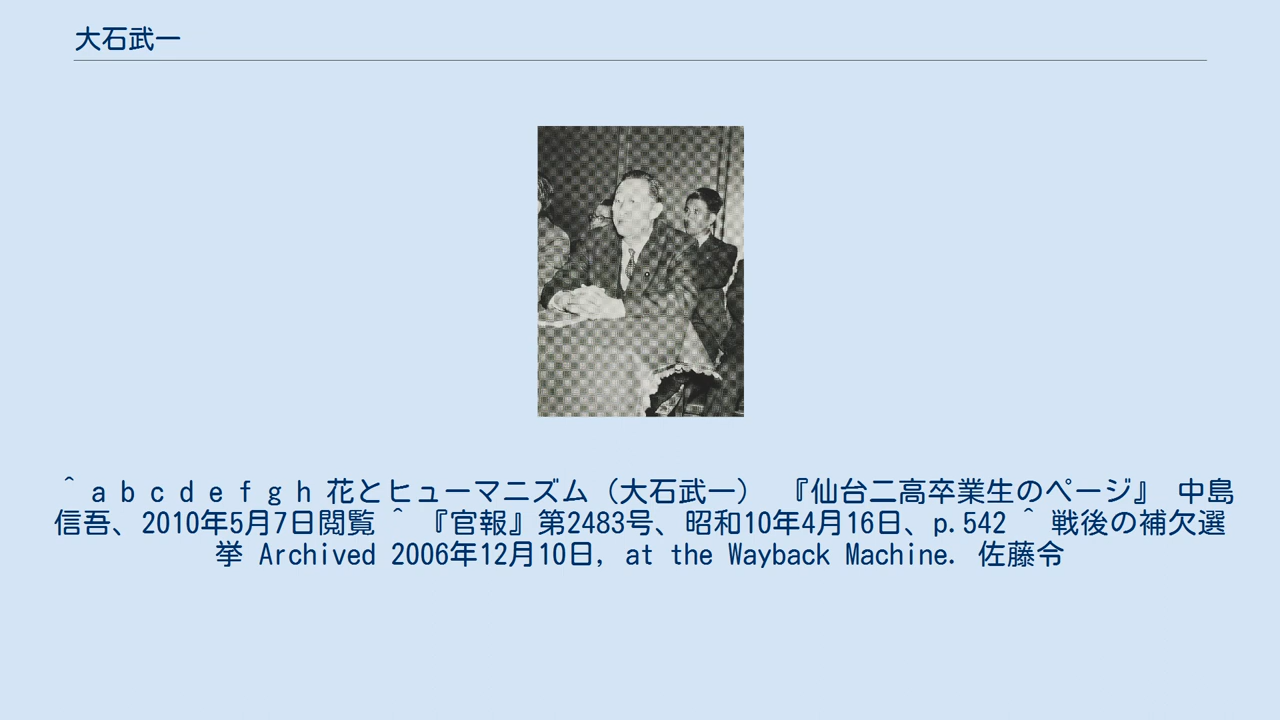 大石武一
^ a b c d e f g h 花とヒューマニズム（大石武一） 『仙台二高卒業生のページ』 中島
信吾、2010年5月7日閲覧 ^ 『官報』第2483号、昭和10年4月16日、p.542 ^ 戦後の補欠選
挙 Archived 2006年12月10日, at the Wayback Machine. 佐藤令